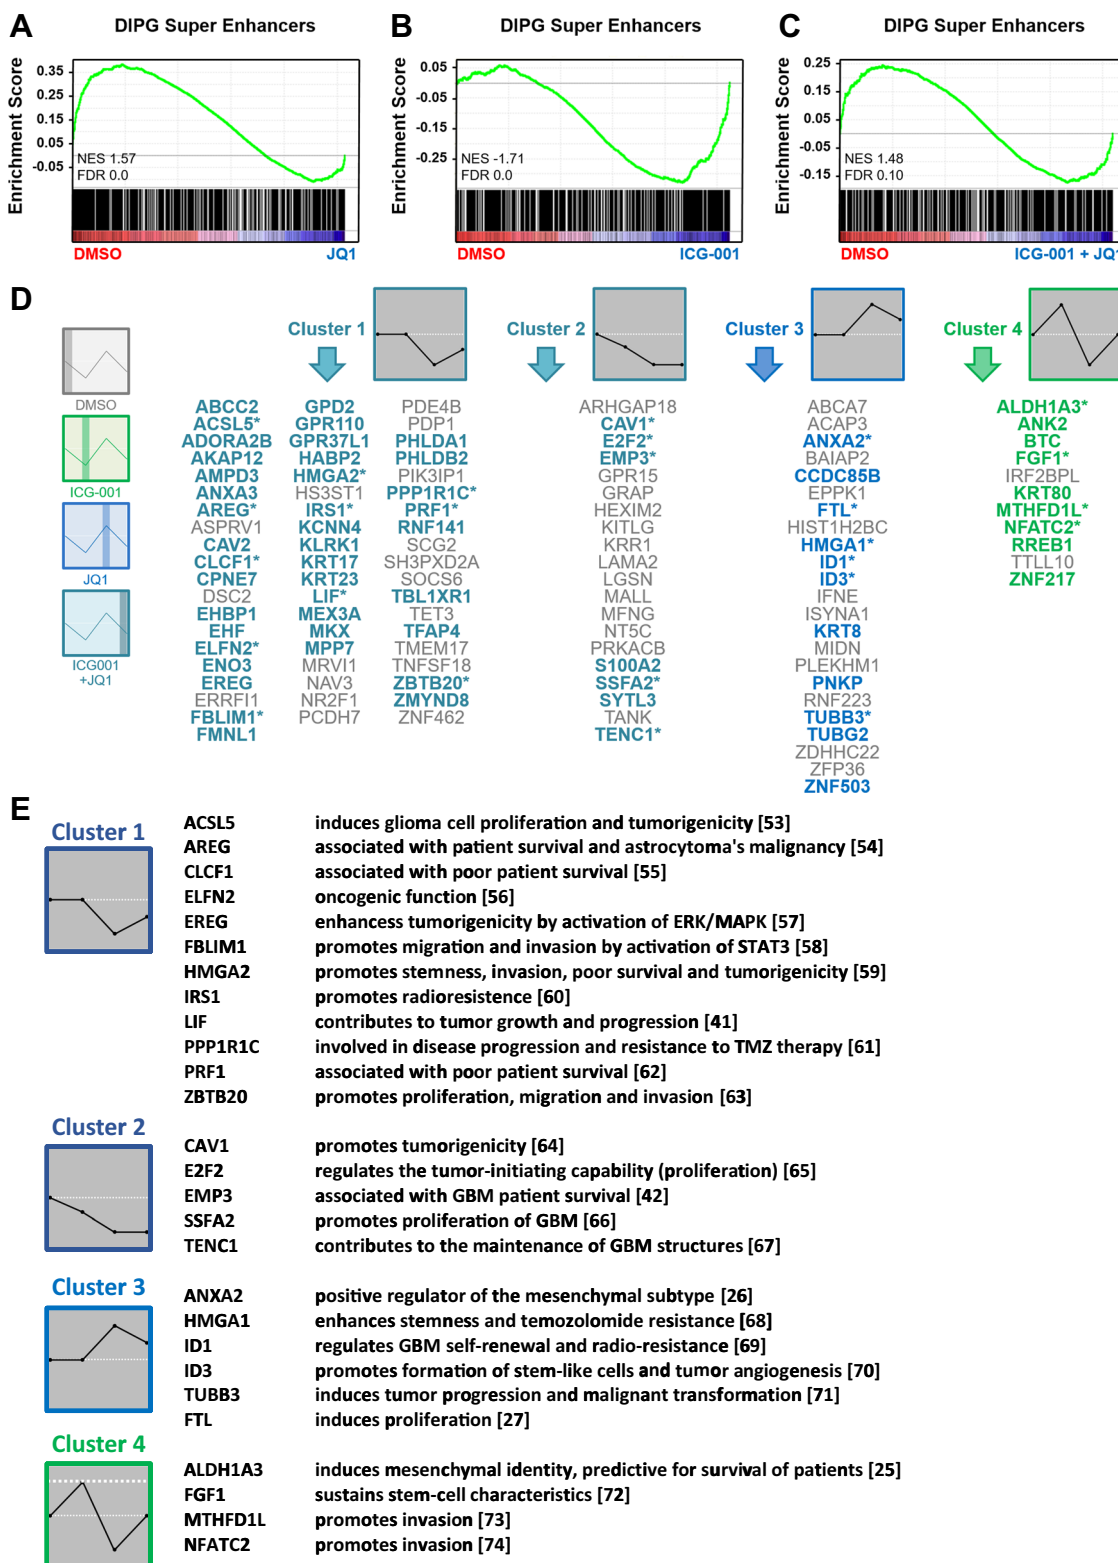 A
DIPG Super Enhancers
Enrichment Score
0.35
0.25
0.15
0.05
-0.05
NES 1.57
FDR 0.0
DMSO
JQ1
B
DIPG Super Enhancers
Enrichment Score
0.05
-0.05
-0.15
-0.25
NES -1.71
FDR 0.0
DMSO
ICG-001
C
DIPG Super Enhancers
Enrichment Score
0.25
0.15
0.05
-0.05
-0.15
NES 1.48
FDR 0.10
DMSO
ICG-001 + JQ1
D
DMSO
ICG-001
JQ1
ICG001
+JQ1
Cluster 1
ABCC2
ACSL5*
ADORA2B
AKAP12
AMPD3
ANXA3
AREG*
ASPRV1
CAV2
CLCF1*
CPNE7
DSC2
EHBP1
EHF
ELFN2*
ENO3
EREG
ERRFI1
FBLIM1*
FMNL1
GPD2
GPR110
GPR37L1
HABP2
HMGA2*
HS3ST1
IRS1*
KCNN4
KLRK1
KRT17
KRT23
LIF*
MEX3A
MKX
MPP7
MRVI1
NAV3
NR2F1
PCDH7
PDE4B
PDP1
PHLDA1
PHLDB2
PIK3IP1
PPP1R1C*
PRF1*
RNF141
SCG2
SH3PXD2A
SOCS6
TBL1XR1
TET3
TFAP4
TMEM17
TNFSF18
ZBTB20*
ZMYND8
ZNF462
Cluster 2
ARHGAP18
CAV1*
E2F2*
EMP3*
GPR15
GRAP
HEXIM2
KITLG
KRR1
LAMA2
LGSN
MALL
MFNG
NT5C
PRKACB
S100A2
SSFA2*
SYTL3
TANK
TENC1*
Cluster 3
ABCA7
ACAP3
ANXA2*
BAIAP2
CCDC85B
EPPK1
FTL*
HIST1H2BC
HMGA1*
ID1*
ID3*
IFNE
ISYNA1
KRT8
MIDN
PLEKHM1
PNKP
RNF223
TUBB3*
TUBG2
ZDHHC22
ZFP36
ZNF503
Cluster 4
ALDH1A3*
ANK2
BTC
FGF1*
IRF2BPL
KRT80
MTHFD1L*
NFATC2*
RREB1
TTLL10
ZNF217
E
Cluster 1
ACSL5 induces glioma cell proliferation and tumorigenicity [53]
AREG associated with patient survival and astrocytoma's malignancy [54]
CLCF1 associated with poor patient survival [55]
ELFN2 oncogenic function [56]
EREG enhancess tumorigenicity by activation of ERK/MAPK [57]
FBLIM1 promotes migration and invasion by activation of STAT3 [58]
HMGA2 promotes stemness, invasion, poor survival and tumorigenicity [59]
IRS1 promotes radioresistence [60]
LIF contributes to tumor growth and progression [41]
PPP1R1C involved in disease progression and resistance to TMZ therapy [61]
PRF1 associated with poor patient survival [62]
ZBTB20 promotes proliferation, migration and invasion [63]
Cluster 2
CAV1 promotes tumorigenicity [64]
E2F2 regulates the tumor-initiating capability (proliferation) [65]
EMP3 associated with GBM patient survival [42]
SSFA2 promotes proliferation of GBM [66]
TENC1 contributes to the maintenance of GBM structures [67]
Cluster 3
ANXA2 positive regulator of the mesenchymal subtype [26]
HMGA1 enhances stemness and temozolomide resistance [68]
ID1 regulates GBM self-renewal and radio-resistance [69]
ID3 promotes formation of stem-like cells and tumor angiogenesis [70]
TUBB3 induces tumor progression and malignant transformation [71]
FTL induces proliferation [27]
Cluster 4
ALDH1A3 induces mesenchymal identity, predictive for survival of patients [25]
FGF1 sustains stem-cell characteristics [72]
MTHFD1L promotes invasion [73]
NFATC2 promotes invasion [74]